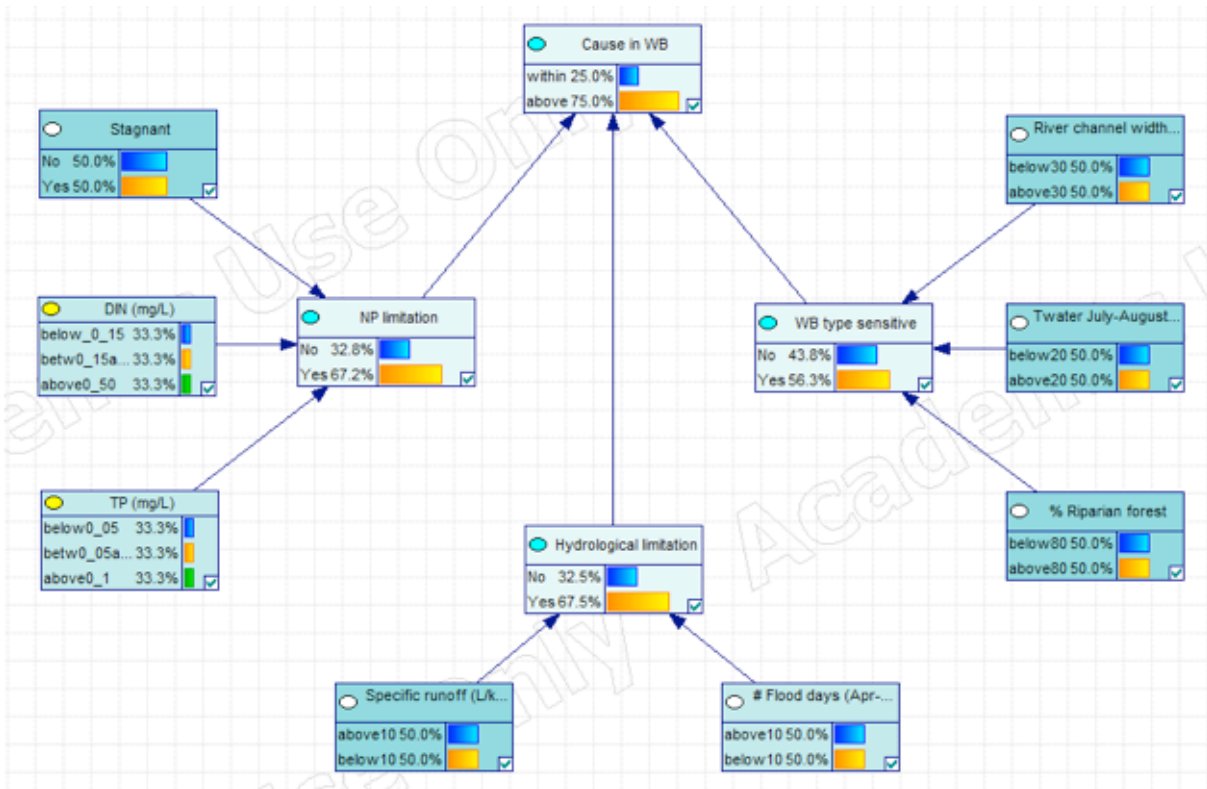 Cause in WB
within 25.0%
above 75.0%
Stagnant
No 50.0%
Yes 50.0%
River channel width...
below30 50.0%
above30 50.0%
DIN (mg/L)
below_0_15 33.3%
betw0_15a... 33.3%
above0_50 33.3%
NP limitation
No 32.8%
Yes 67.2%
WB type sensitive
No 43.8%
Yes 56.3%
Twater July-August...
below20 50.0%
above20 50.0%
TP (mg/L)
below0_05 33.3%
betw0_05a... 33.3%
above0_1 33.3%
Hydrological limitation
No 32.5%
Yes 67.5%
% Riparian forest
below80 50.0%
above80 50.0%
Specific runoff (L/k...
above10 50.0%
below10 50.0%
# Flood days (Apr-...
above10 50.0%
below10 50.0%
Use Only
Academ
Only